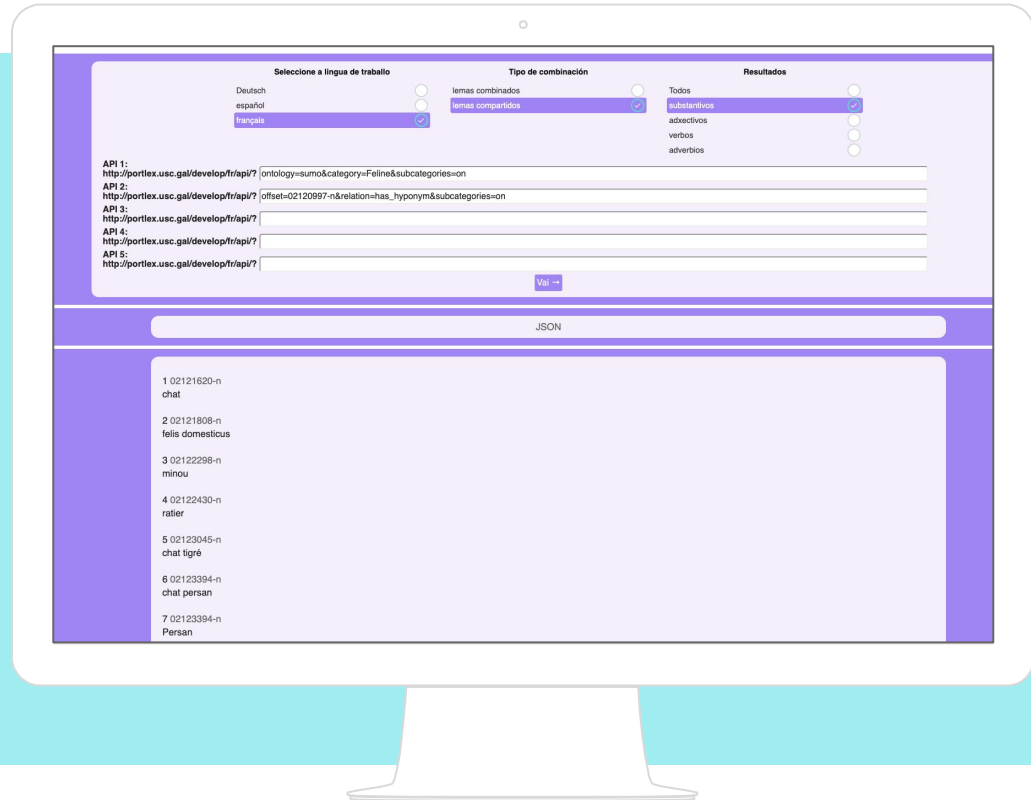 Seleccione a lingua de traballo
Tipo de combinación
Resultados
Deutsch
español
français
lemas combinados
lemas compartidos
Todos
substantivos
adxectivos
verbos
adverbios
API 1:
http://portlex.usc.gal/develop/fr/api/? ontology=sumo&category=Feline&subcategories=on
API 2:
http://portlex.usc.gal/develop/fr/api/? offset=02120997-n&relation=has_hyponym&subcategories=on
API 3:
http://portlex.usc.gal/develop/fr/api/?
API 4:
http://portlex.usc.gal/develop/fr/api/?
API 5:
http://portlex.usc.gal/develop/fr/api/?
Vai →
JSON
1 02121620-n
chat
2 02121808-n
felis domesticus
3 02122298-n
minou
4 02122430-n
ratier
5 02123045-n
chat tigré
6 02123394-n
chat persan
7 02123394-n
Persan